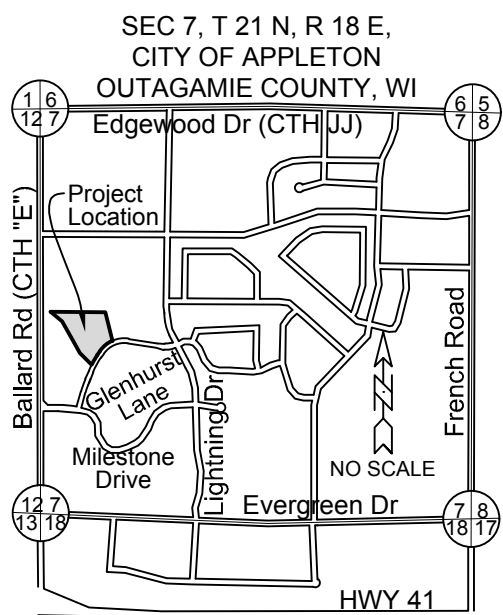 SEC 7, T 21 N, R 18 E,
CITY OF APPLETON
OUTAGAMIE COUNTY, WI
1 6
12 7
6 5
7 8
Edgewood Dr (CTH JJ)
Project
Location
Ballard Rd (CTH "E")
French Road
Glenhurst
Lane
Lightning Dr
Milestone
Drive
N
NO SCALE
12 7
13 18
Evergreen Dr
7 8
18 17
HWY 41